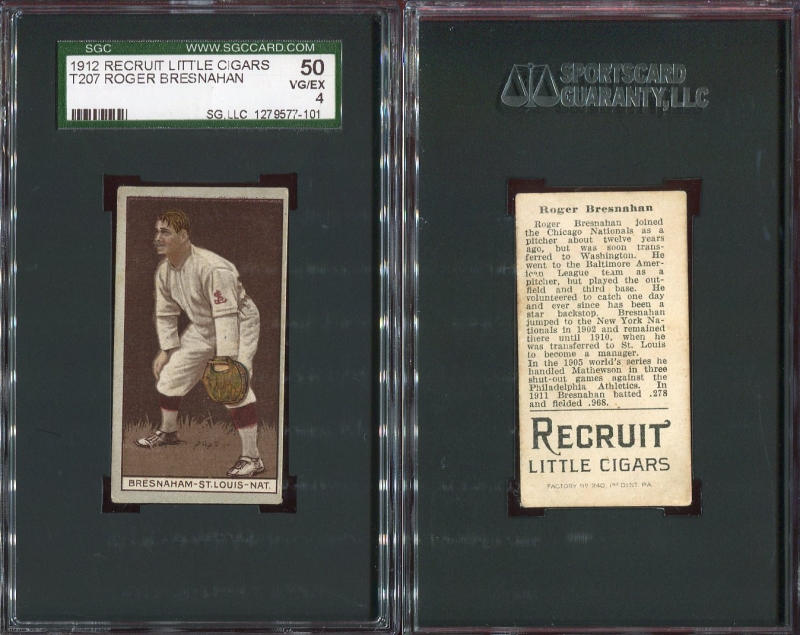 SGC WWW.SGCCARD.COM
1912 RECRUIT LITTLE CIGARS 50
T207 ROGER BRESNAHAN VG/EX
4
SG, LLC 1279577-101
BRESNAHAM-ST. LOUIS-NAT.
SPORTSCARD
GUARANTY, LLC
Roger Bresnahan
Roger Bresnahan joined
the Chicago Nationals as a
pitcher about twelve years
ago, but was soon trans-
ferred to Washington. He
went to the Baltimore Amer-
ican League team as a
pitcher, but played the out-
field and third base. He
volunteered to catch one day
and ever since has been a
star backstop. Bresnahan
jumped to the New York Na-
tionals in 1902 and remained
there until 1910, when he
was transferred to St. Louis
to become a manager.
In the 1905 world's series he
handled Mathewson in three
shut-out games against the
Philadelphia Athletics. In
1911 Bresnahan batted .278
and fielded .968.
RECRUIT
LITTLE CIGARS
FACTORY Nº 240, 1ST DIST. PA.